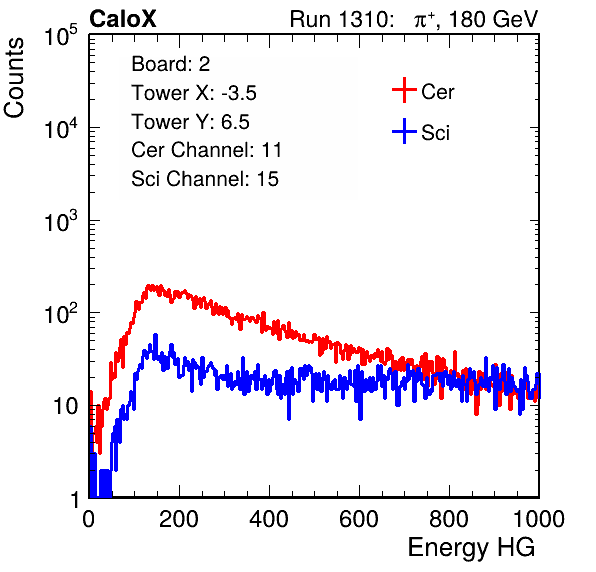 CaloX Run 1310: π⁺, 180 GeV
Board: 2
Tower X: -3.5
Tower Y: 6.5
Cer Channel: 11
Sci Channel: 15
Cer
Sci
Counts
10⁵
10⁴
10³
10²
10
1
0 200 400 600 800 1000
Energy HG